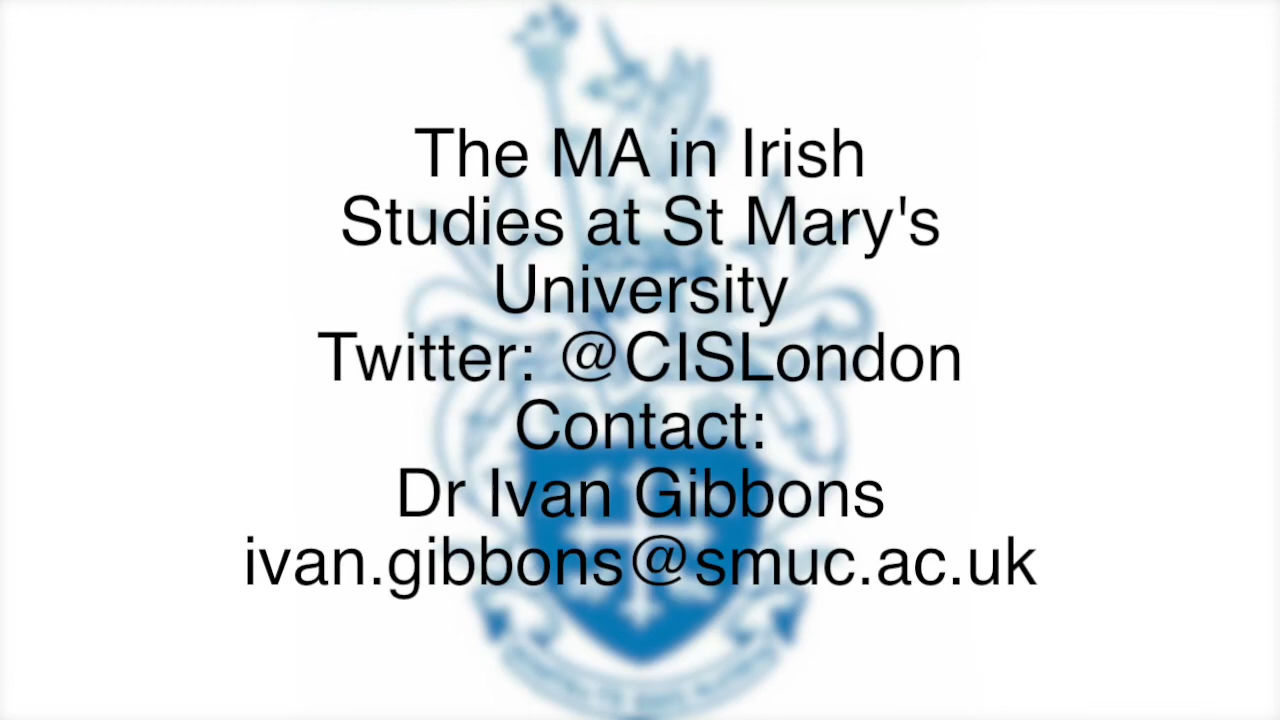 The MA in Irish
Studies at St Mary's
University
Twitter: @CISLondon
Contact:
Dr Ivan Gibbons
ivan.gibbons@smuc.ac.uk